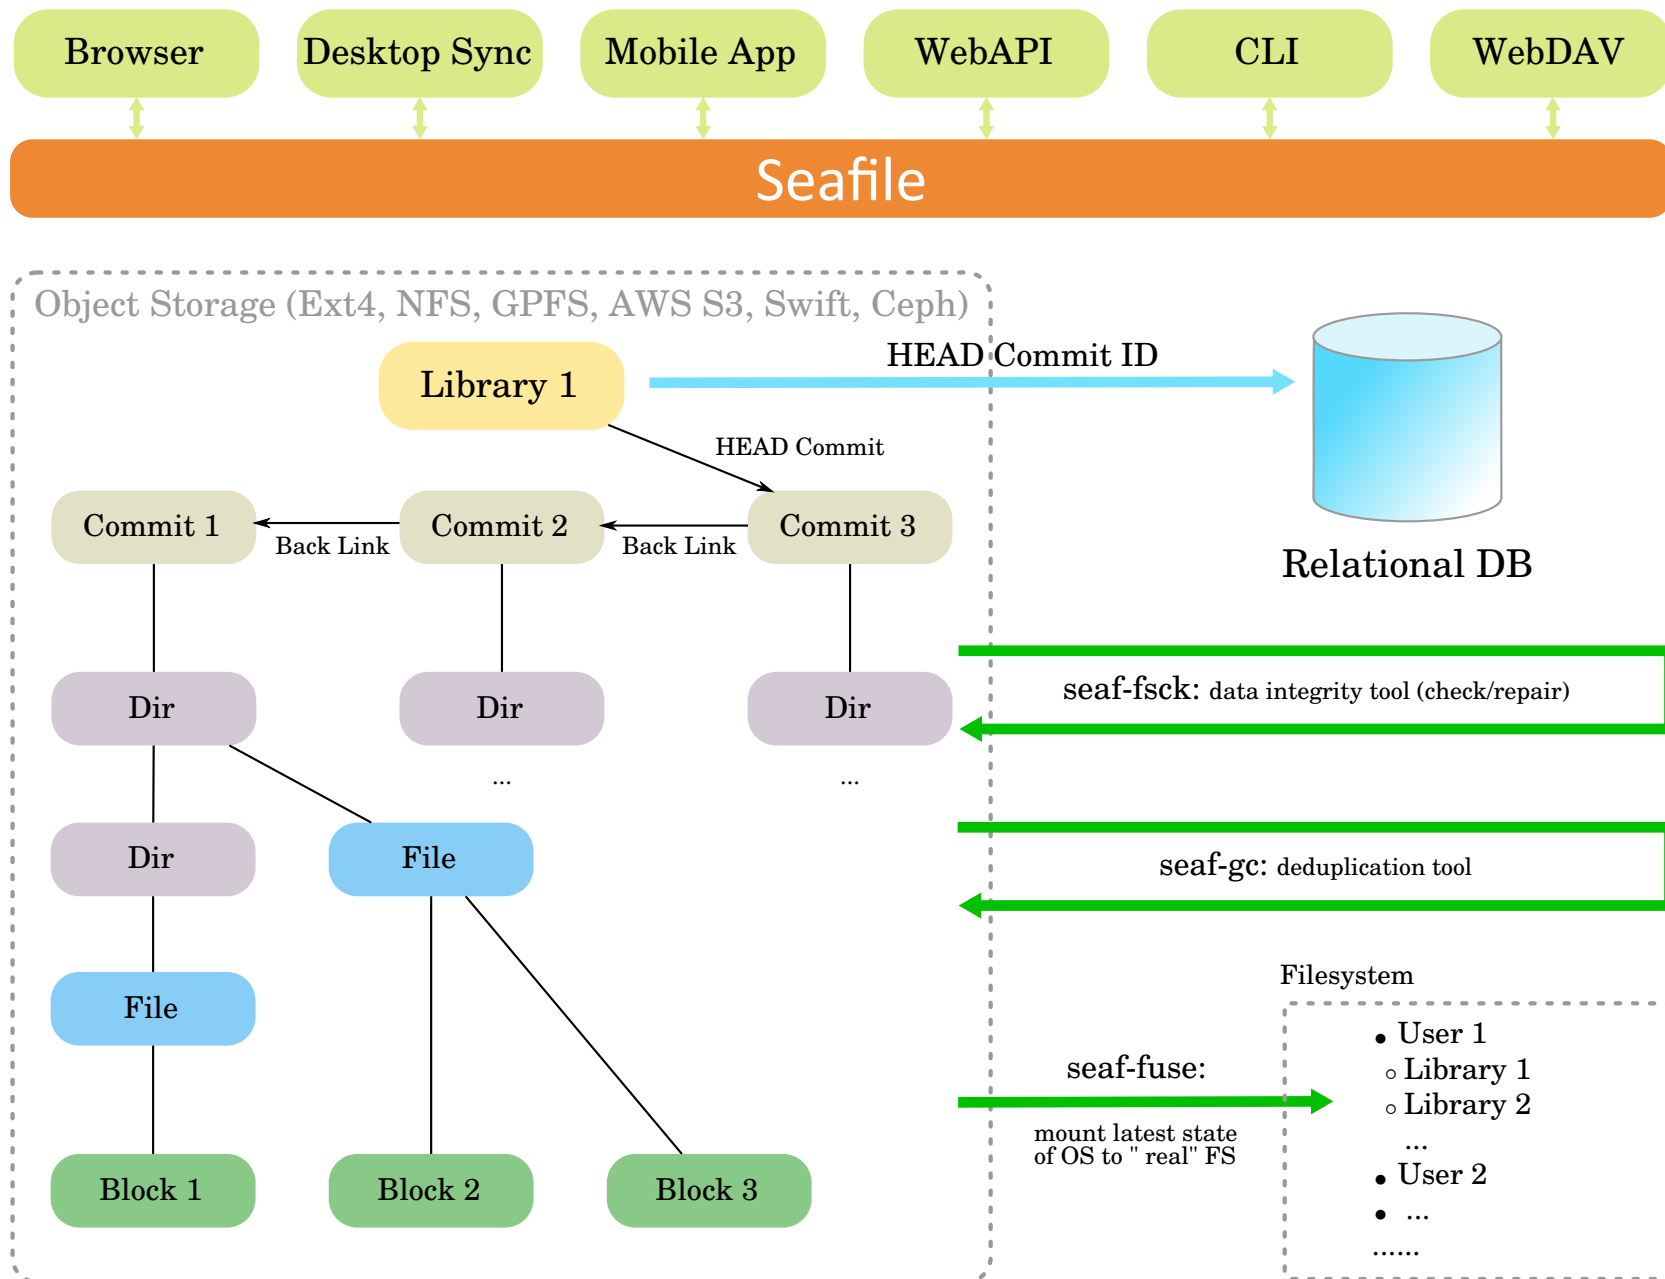 Browser
Desktop Sync
Mobile App
WebAPI
CLI
WebDAV
Seafile
Object Storage (Ext4, NFS, GPFS, AWS S3, Swift, Ceph)
Library 1
HEAD Commit ID
HEAD Commit
Commit 1
Back Link
Commit 2
Back Link
Commit 3
Relational DB
Dir
Dir
Dir
...
...
seaf-fsck: data integrity tool (check/repair)
Dir
File
seaf-gc: deduplication tool
File
Filesystem
• User 1
○ Library 1
○ Library 2
...
• User 2
• ...
......
seaf-fuse:
mount latest state
of OS to " real" FS
Block 1
Block 2
Block 3